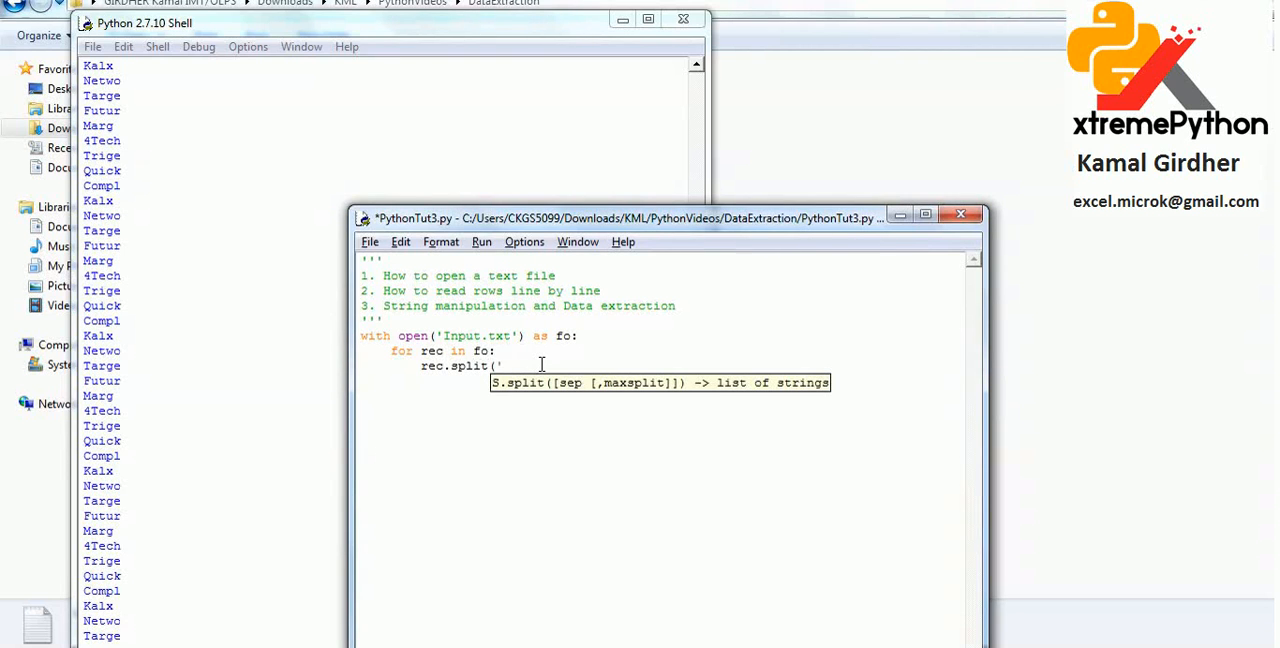 GIRDHER Kamal IMT/OLPS Downloads KML PythonVideos DataExtraction
Python 2.7.10 Shell
File Edit Shell Debug Options Window Help
Organize
Favorit
Desk
Libra
Dow
Rece
Docu
Librari
Docu
Mus
My P
Pictu
Vide
Comp
Syste
Netwo
Kalx
Netwo
Targe
Futur
Marg
4Tech
Trige
Quick
Compl
Kalx
Netwo
Targe
Futur
Marg
4Tech
Trige
Quick
Compl
Kalx
Netwo
Targe
Futur
Marg
4Tech
Trige
Quick
Compl
Kalx
Netwo
Targe
Futur
Marg
4Tech
Trige
Quick
Compl
Kalx
Netwo
Targe
*PythonTut3.py - C:/Users/CKGS5099/Downloads/KML/PythonVideos/DataExtraction/PythonTut3.py ...
File Edit Format Run Options Window Help
'''
1. How to open a text file
2. How to read rows line by line
3. String manipulation and Data extraction
'''
with open('Input.txt') as fo:
for rec in fo:
rec.split('
S.split([sep [,maxsplit]]) -> list of strings
xtremePython
Kamal Girdher
excel.microk@gmail.com